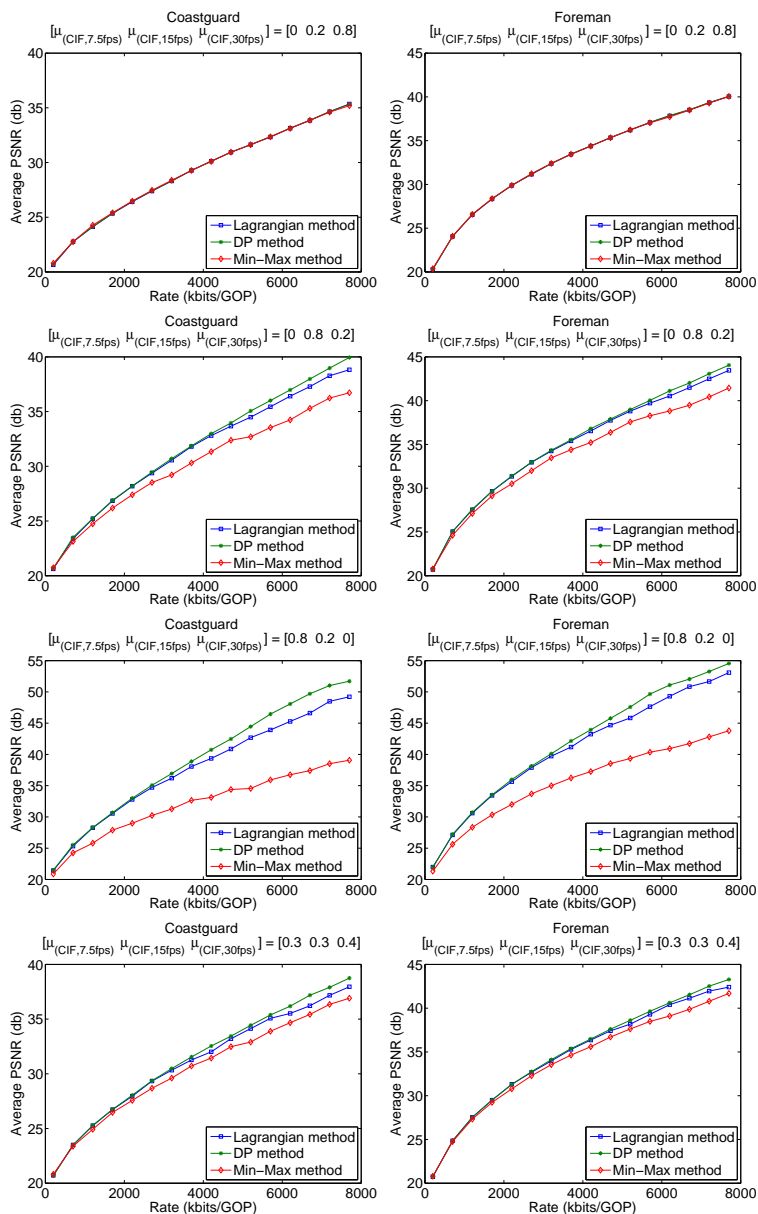 Coastguard
[μ(CIF,7.5fps) μ(CIF,15fps) μ(CIF,30fps)] = [0 0.2 0.8]
40
35
30
25
20
Average PSNR (db)
Lagrangian method
DP method
Min-Max method
0 2000 4000 6000 8000
Rate (kbits/GOP)
Foreman
[μ(CIF,7.5fps) μ(CIF,15fps) μ(CIF,30fps)] = [0 0.2 0.8]
45
40
35
30
25
20
Average PSNR (db)
Lagrangian method
DP method
Min-Max method
0 2000 4000 6000 8000
Rate (kbits/GOP)
Coastguard
[μ(CIF,7.5fps) μ(CIF,15fps) μ(CIF,30fps)] = [0 0.8 0.2]
40
35
30
25
20
Average PSNR (db)
Lagrangian method
DP method
Min-Max method
0 2000 4000 6000 8000
Rate (kbits/GOP)
Foreman
[μ(CIF,7.5fps) μ(CIF,15fps) μ(CIF,30fps)] = [0 0.8 0.2]
45
40
35
30
25
20
Average PSNR (db)
Lagrangian method
DP method
Min-Max method
0 2000 4000 6000 8000
Rate (kbits/GOP)
Coastguard
[μ(CIF,7.5fps) μ(CIF,15fps) μ(CIF,30fps)] = [0.8 0.2 0]
55
50
45
40
35
30
25
20
Average PSNR (db)
Lagrangian method
DP method
Min-Max method
0 2000 4000 6000 8000
Rate (kbits/GOP)
Foreman
[μ(CIF,7.5fps) μ(CIF,15fps) μ(CIF,30fps)] = [0.8 0.2 0]
55
50
45
40
35
30
25
20
Average PSNR (db)
Lagrangian method
DP method
Min-Max method
0 2000 4000 6000 8000
Rate (kbits/GOP)
Coastguard
[μ(CIF,7.5fps) μ(CIF,15fps) μ(CIF,30fps)] = [0.3 0.3 0.4]
40
35
30
25
20
Average PSNR (db)
Lagrangian method
DP method
Min-Max method
0 2000 4000 6000 8000
Rate (kbits/GOP)
Foreman
[μ(CIF,7.5fps) μ(CIF,15fps) μ(CIF,30fps)] = [0.3 0.3 0.4]
45
40
35
30
25
20
Average PSNR (db)
Lagrangian method
DP method
Min-Max method
0 2000 4000 6000 8000
Rate (kbits/GOP)